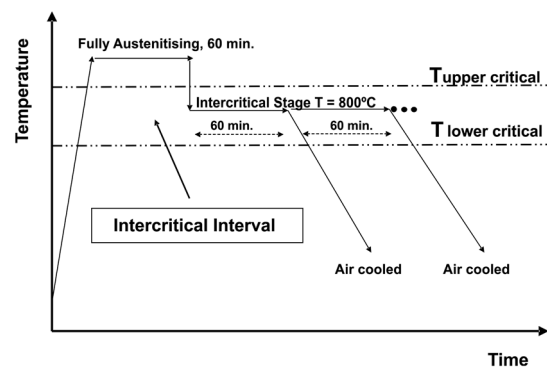 Temperature
Fully Austenitising, 60 min.
Tupper critical
Intercritical Stage T = 800ºC
60 min.
60 min.
T lower critical
Intercritical Interval
Air cooled
Air cooled
Time